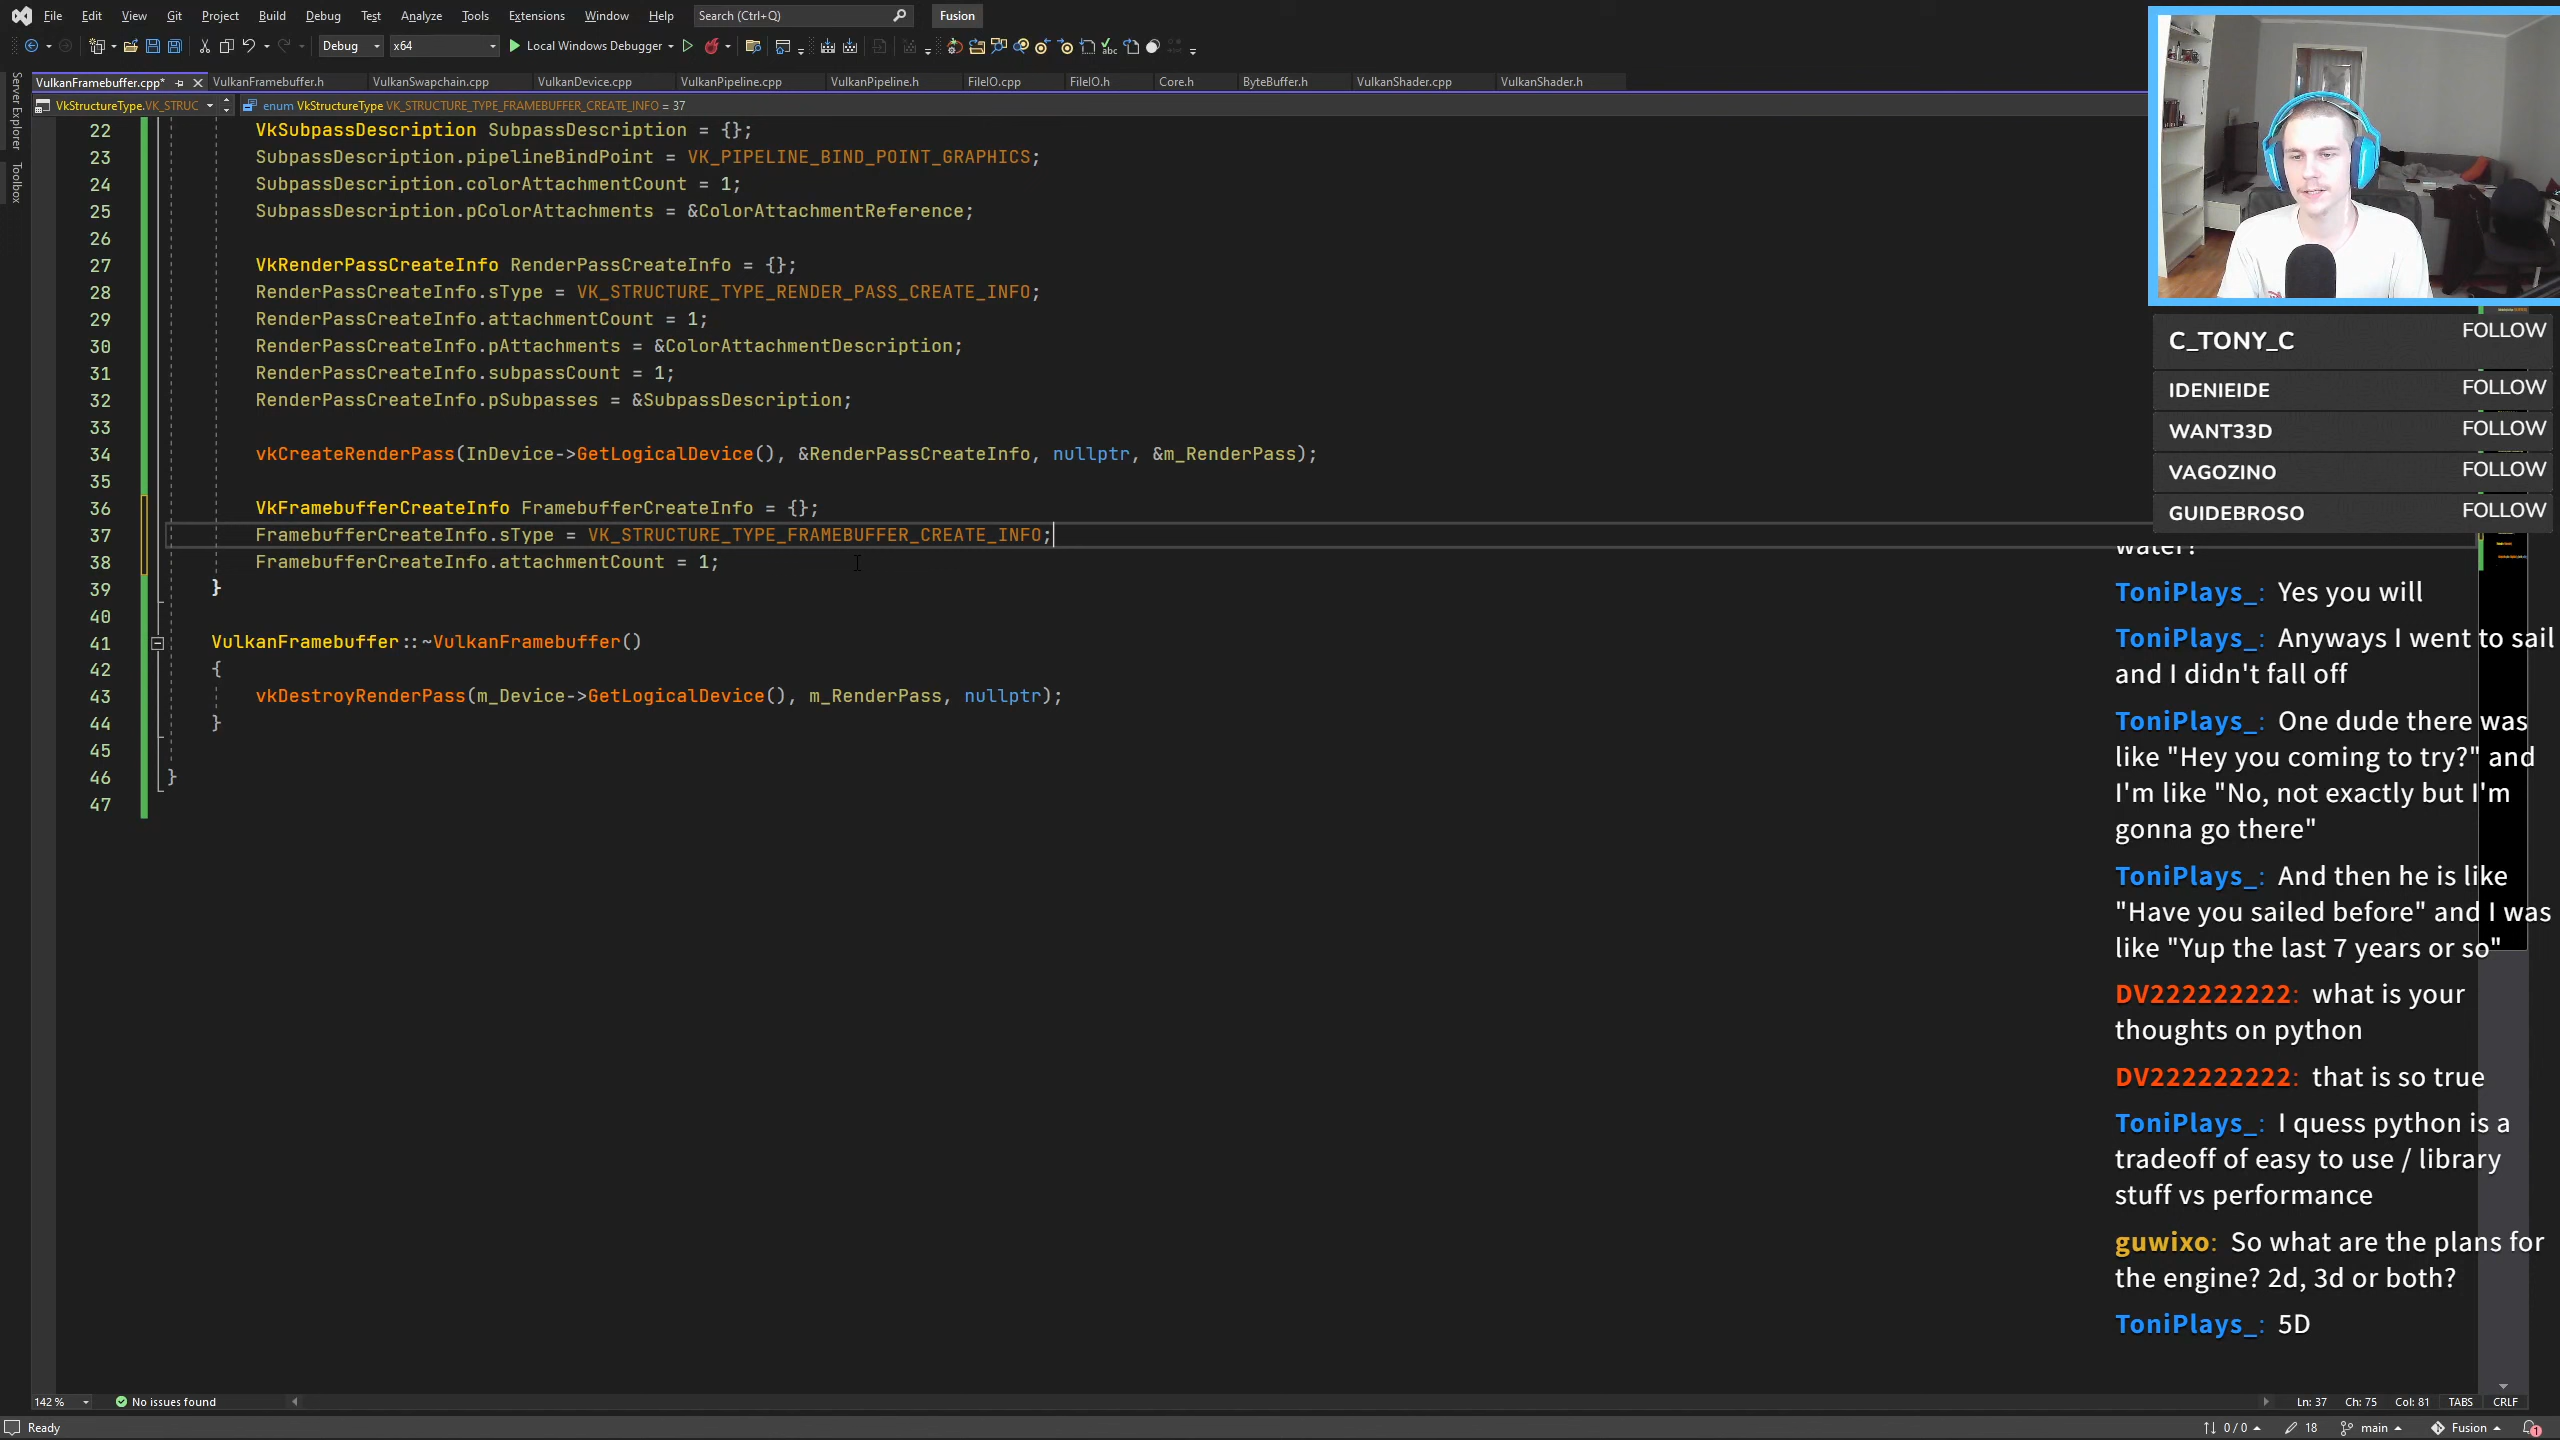 File Edit View Git Project Build Debug Test Analyze Tools Extensions Window Help Search (Ctrl+Q) Fusion
Debug x64 Local Windows Debugger
VulkanFramebuffer.cpp* VulkanFramebuffer.h VulkanSwapchain.cpp VulkanDevice.cpp VulkanPipeline.cpp VulkanPipeline.h FileIO.cpp FileIO.h Core.h ByteBuffer.h VulkanShader.cpp VulkanShader.h
VkStructureType.VK_STRUC enum VkStructureType VK_STRUCTURE_TYPE_FRAMEBUFFER_CREATE_INFO = 37
Server Explorer
Toolbox
22 VkSubpassDescription SubpassDescription = {};
23 SubpassDescription.pipelineBindPoint = VK_PIPELINE_BIND_POINT_GRAPHICS;
24 SubpassDescription.colorAttachmentCount = 1;
25 SubpassDescription.pColorAttachments = &ColorAttachmentReference;
26
27 VkRenderPassCreateInfo RenderPassCreateInfo = {};
28 RenderPassCreateInfo.sType = VK_STRUCTURE_TYPE_RENDER_PASS_CREATE_INFO;
29 RenderPassCreateInfo.attachmentCount = 1;
30 RenderPassCreateInfo.pAttachments = &ColorAttachmentDescription;
31 RenderPassCreateInfo.subpassCount = 1;
32 RenderPassCreateInfo.pSubpasses = &SubpassDescription;
33
34 vkCreateRenderPass(InDevice->GetLogicalDevice(), &RenderPassCreateInfo, nullptr, &m_RenderPass);
35
36 VkFramebufferCreateInfo FramebufferCreateInfo = {};
37 FramebufferCreateInfo.sType = VK_STRUCTURE_TYPE_FRAMEBUFFER_CREATE_INFO;
38 FramebufferCreateInfo.attachmentCount = 1;
39 }
40
41 VulkanFramebuffer::~VulkanFramebuffer()
42 {
43 vkDestroyRenderPass(m_Device->GetLogicalDevice(), m_RenderPass, nullptr);
44 }
45
46 }
47
C_TONY_C FOLLOW
IDENIEIDE FOLLOW
WANT33D FOLLOW
VAGOZINO FOLLOW
GUIDEBROSO FOLLOW
water?
ToniPlays_: Yes you will
ToniPlays_: Anyways I went to sail
and I didn't fall off
ToniPlays_: One dude there was
like "Hey you coming to try?" and
I'm like "No, not exactly but I'm
gonna go there"
ToniPlays_: And then he is like
"Have you sailed before" and I was
like "Yup the last 7 years or so"
DV222222222: what is your
thoughts on python
DV222222222: that is so true
ToniPlays_: I quess python is a
tradeoff of easy to use / library
stuff vs performance
guwixo: So what are the plans for
the engine? 2d, 3d or both?
ToniPlays_: 5D
142 % No issues found Ln: 37 Ch: 75 Col: 81 TABS CRLF
Ready 0 / 0 18 main Fusion 1